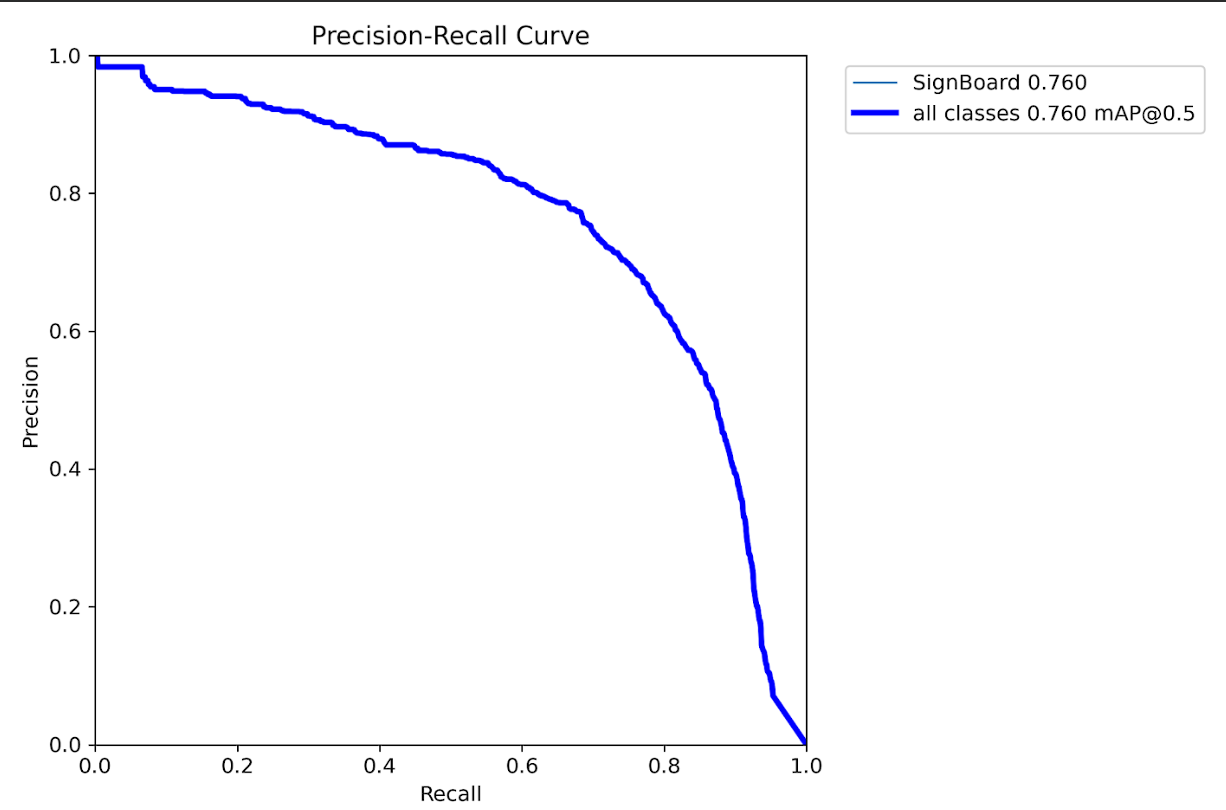 Precision-Recall Curve
1.0
0.8
0.6
0.4
0.2
0.0
Precision
0.0 0.2 0.4 0.6 0.8 1.0
Recall
SignBoard 0.760
all classes 0.760 mAP@0.5